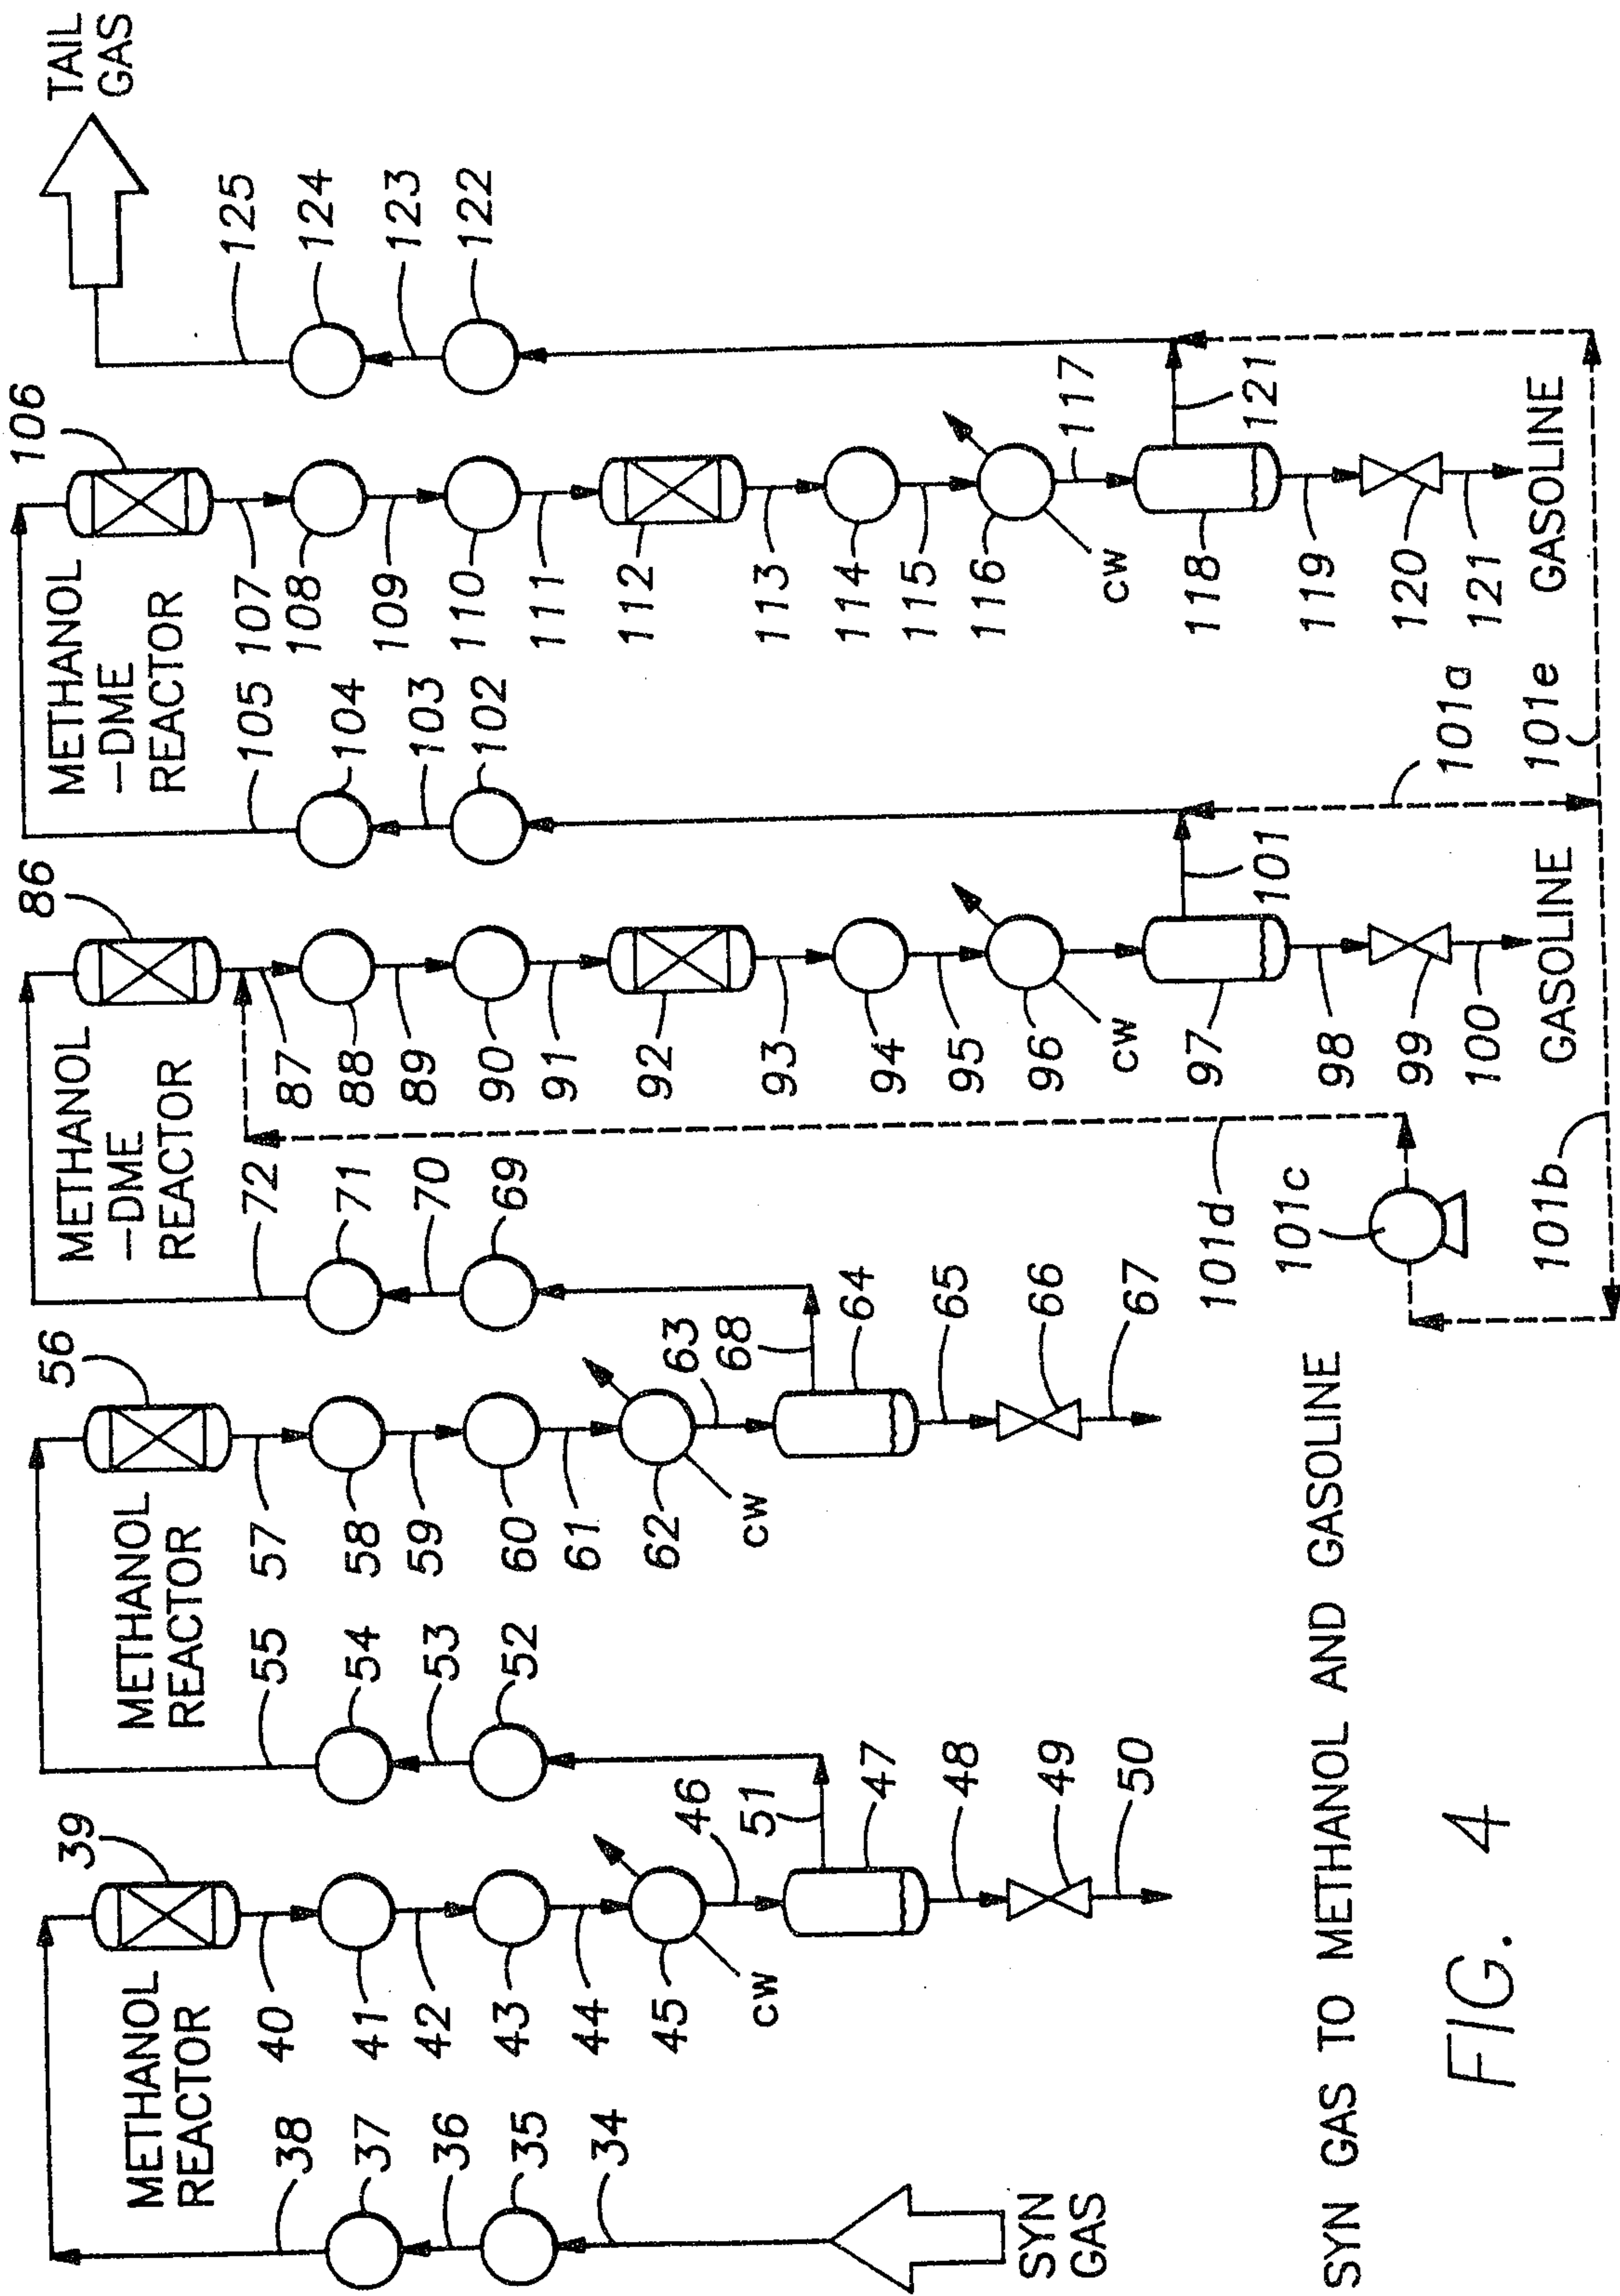 SYN
GAS
34
35
36
37
38
METHANOL
REACTOR
39
40
41
42
43
44
45
CW
46
51
47
48
49
50
52
53
54
55
METHANOL
REACTOR
56
57
58
59
60
61
62
CW
63
68
64
65
66
67
69
70
71
72
METHANOL
-DME
REACTOR
86
87
88
89
90
91
92
93
94
95
96
CW
97
98
99
100
GASOLINE
101
101a
101b
101c
101d
101e
102
103
104
105
METHANOL
-DME
REACTOR
106
107
108
109
110
111
112
113
114
115
116
CW
117
118
119
120
121
GASOLINE
121
122
123
124
125
TAIL
GAS
SYN GAS TO METHANOL AND GASOLINE
FIG. 4